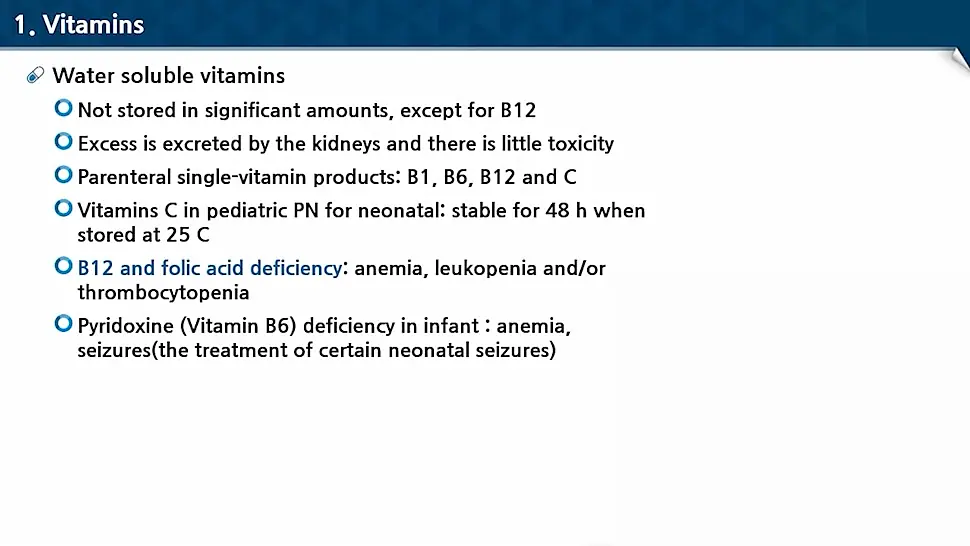 1. Vitamins
Water soluble vitamins
Not stored in significant amounts, except for B12
Excess is excreted by the kidneys and there is little toxicity
Parenteral single-vitamin products: B1, B6, B12 and C
Vitamins C in pediatric PN for neonatal: stable for 48 h when
stored at 25 C
B12 and folic acid deficiency: anemia, leukopenia and/or
thrombocytopenia
Pyridoxine (Vitamin B6) deficiency in infant : anemia,
seizures(the treatment of certain neonatal seizures)